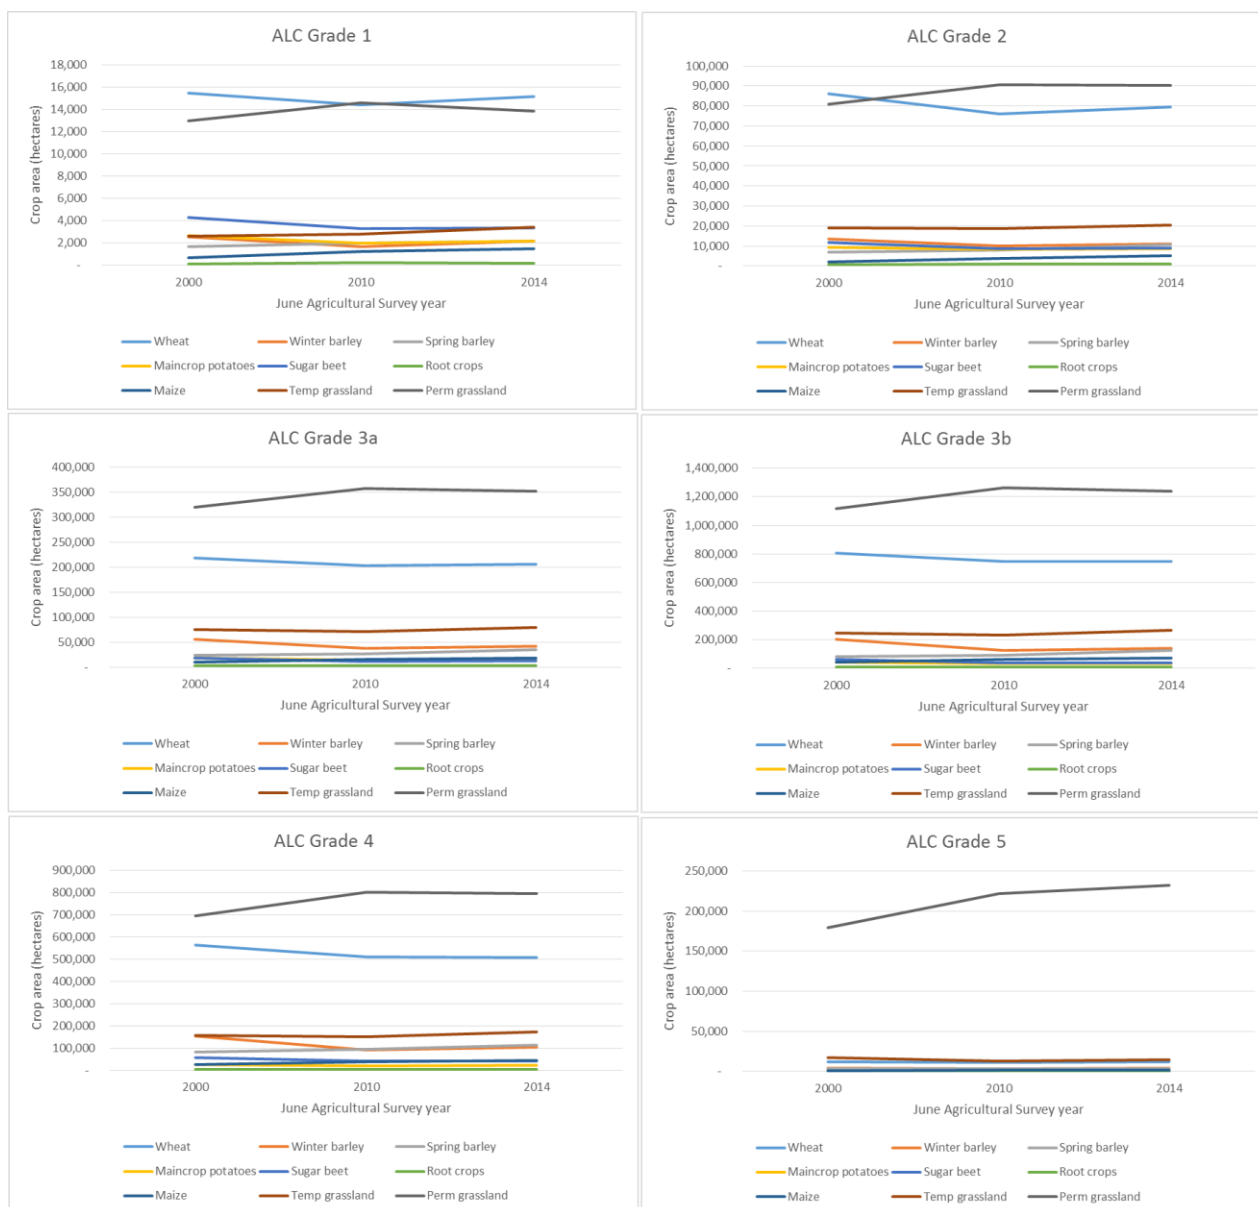 ALC Grade 1
Crop area (hectares)
18,000
16,000
14,000
12,000
10,000
8,000
6,000
4,000
2,000
-
2000 2010 2014
June Agricultural Survey year
Wheat Winter barley Spring barley
Maincrop potatoes Sugar beet Root crops
Maize Temp grassland Perm grassland
ALC Grade 2
Crop area (hectares)
100,000
90,000
80,000
70,000
60,000
50,000
40,000
30,000
20,000
10,000
-
2000 2010 2014
June Agricultural Survey year
Wheat Winter barley Spring barley
Maincrop potatoes Sugar beet Root crops
Maize Temp grassland Perm grassland
ALC Grade 3a
Crop area (hectares)
400,000
350,000
300,000
250,000
200,000
150,000
100,000
50,000
-
2000 2010 2014
June Agricultural Survey year
Wheat Winter barley Spring barley
Maincrop potatoes Sugar beet Root crops
Maize Temp grassland Perm grassland
ALC Grade 3b
Crop area (hectares)
1,400,000
1,200,000
1,000,000
800,000
600,000
400,000
200,000
-
2000 2010 2014
June Agricultural Survey year
Wheat Winter barley Spring barley
Maincrop potatoes Sugar beet Root crops
Maize Temp grassland Perm grassland
ALC Grade 4
Crop area (hectares)
900,000
800,000
700,000
600,000
500,000
400,000
300,000
200,000
100,000
-
2000 2010 2014
June Agricultural Survey year
Wheat Winter barley Spring barley
Maincrop potatoes Sugar beet Root crops
Maize Temp grassland Perm grassland
ALC Grade 5
Crop area (hectares)
250,000
200,000
150,000
100,000
50,000
-
2000 2010 2014
June Agricultural Survey year
Wheat Winter barley Spring barley
Maincrop potatoes Sugar beet Root crops
Maize Temp grassland Perm grassland